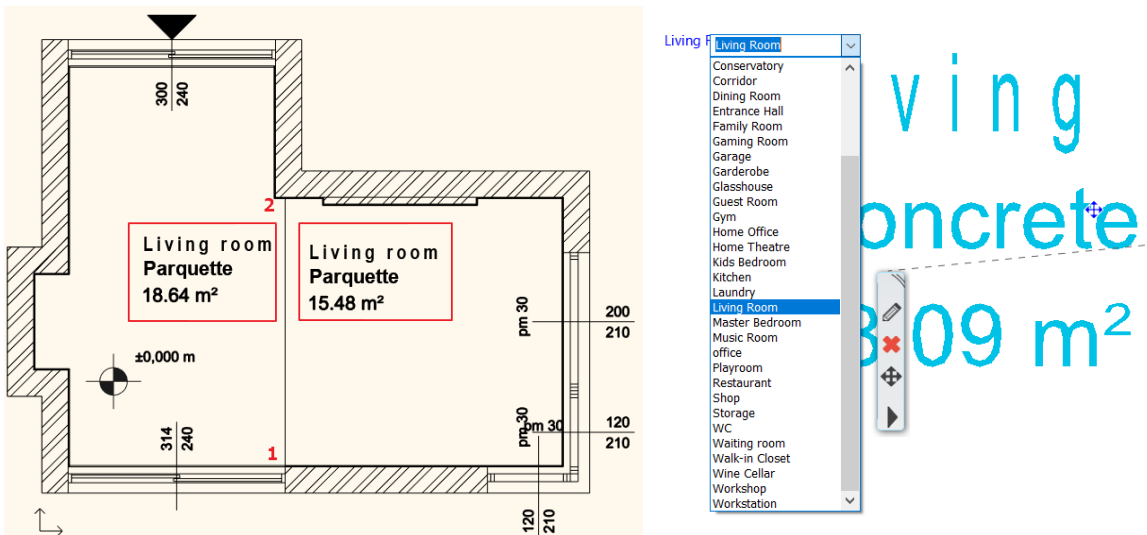 300
240
2
Living room
Parquette
18.64 m²
Living room
Parquette
15.48 m²
±0,000 m
pm 30
200
210
314
240
1
pm 30
pm 30
120
210
120
210
Living
Living Room
Conservatory
Corridor
Dining Room
Entrance Hall
Family Room
Gaming Room
Garage
Garderobe
Glasshouse
Guest Room
Gym
Home Office
Home Theatre
Kids Bedroom
Kitchen
Laundry
Living Room
Master Bedroom
Music Room
office
Playroom
Restaurant
Shop
Storage
WC
Waiting room
Walk-in Closet
Wine Cellar
Workshop
Workstation
ving
oncrete
09 m²